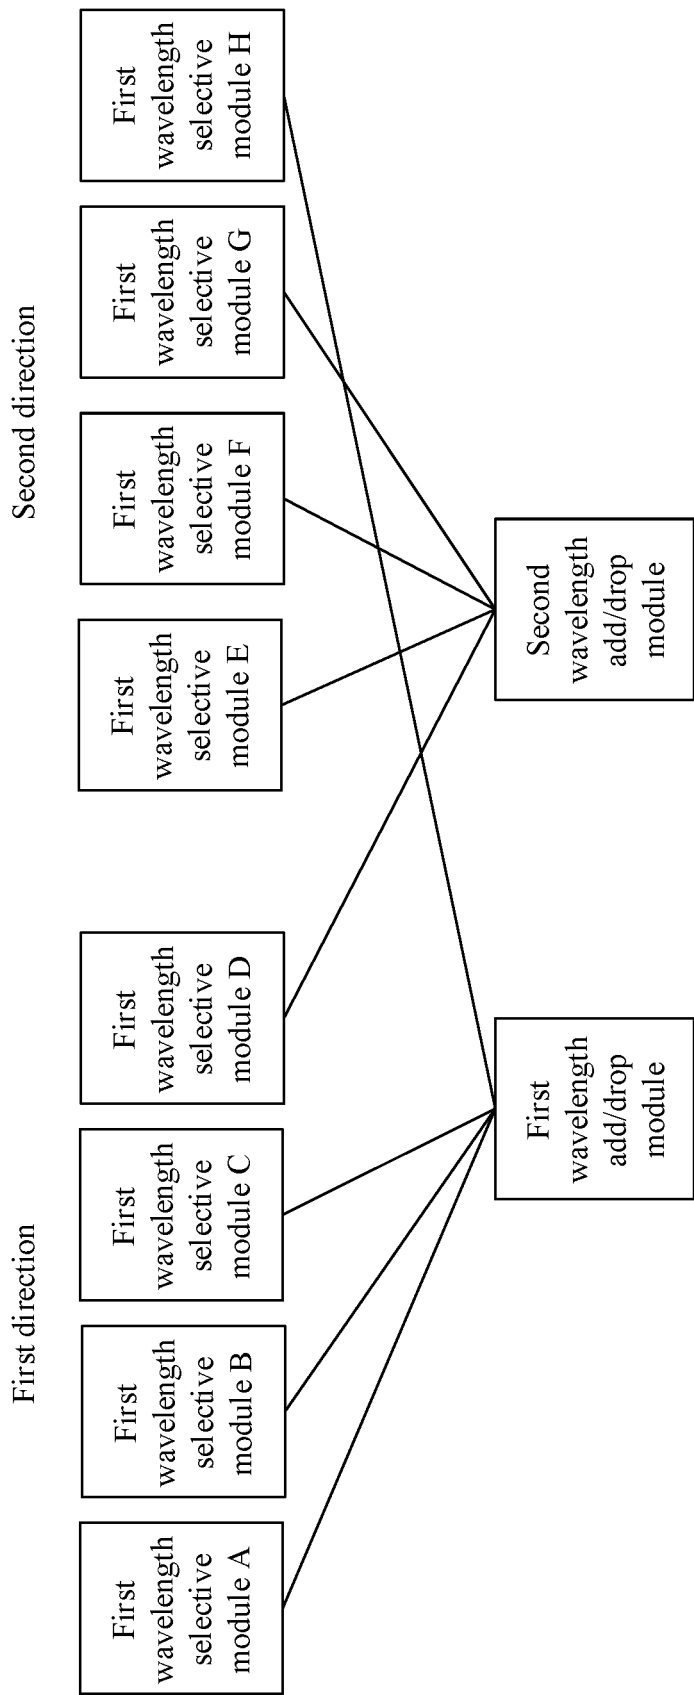 First direction
Second direction
First
wavelength
selective
module A
First
wavelength
selective
module B
First
wavelength
selective
module C
First
wavelength
selective
module D
First
wavelength
selective
module E
First
wavelength
selective
module F
First
wavelength
selective
module G
First
wavelength
selective
module H
First
wavelength
add/drop
module
Second
wavelength
add/drop
module